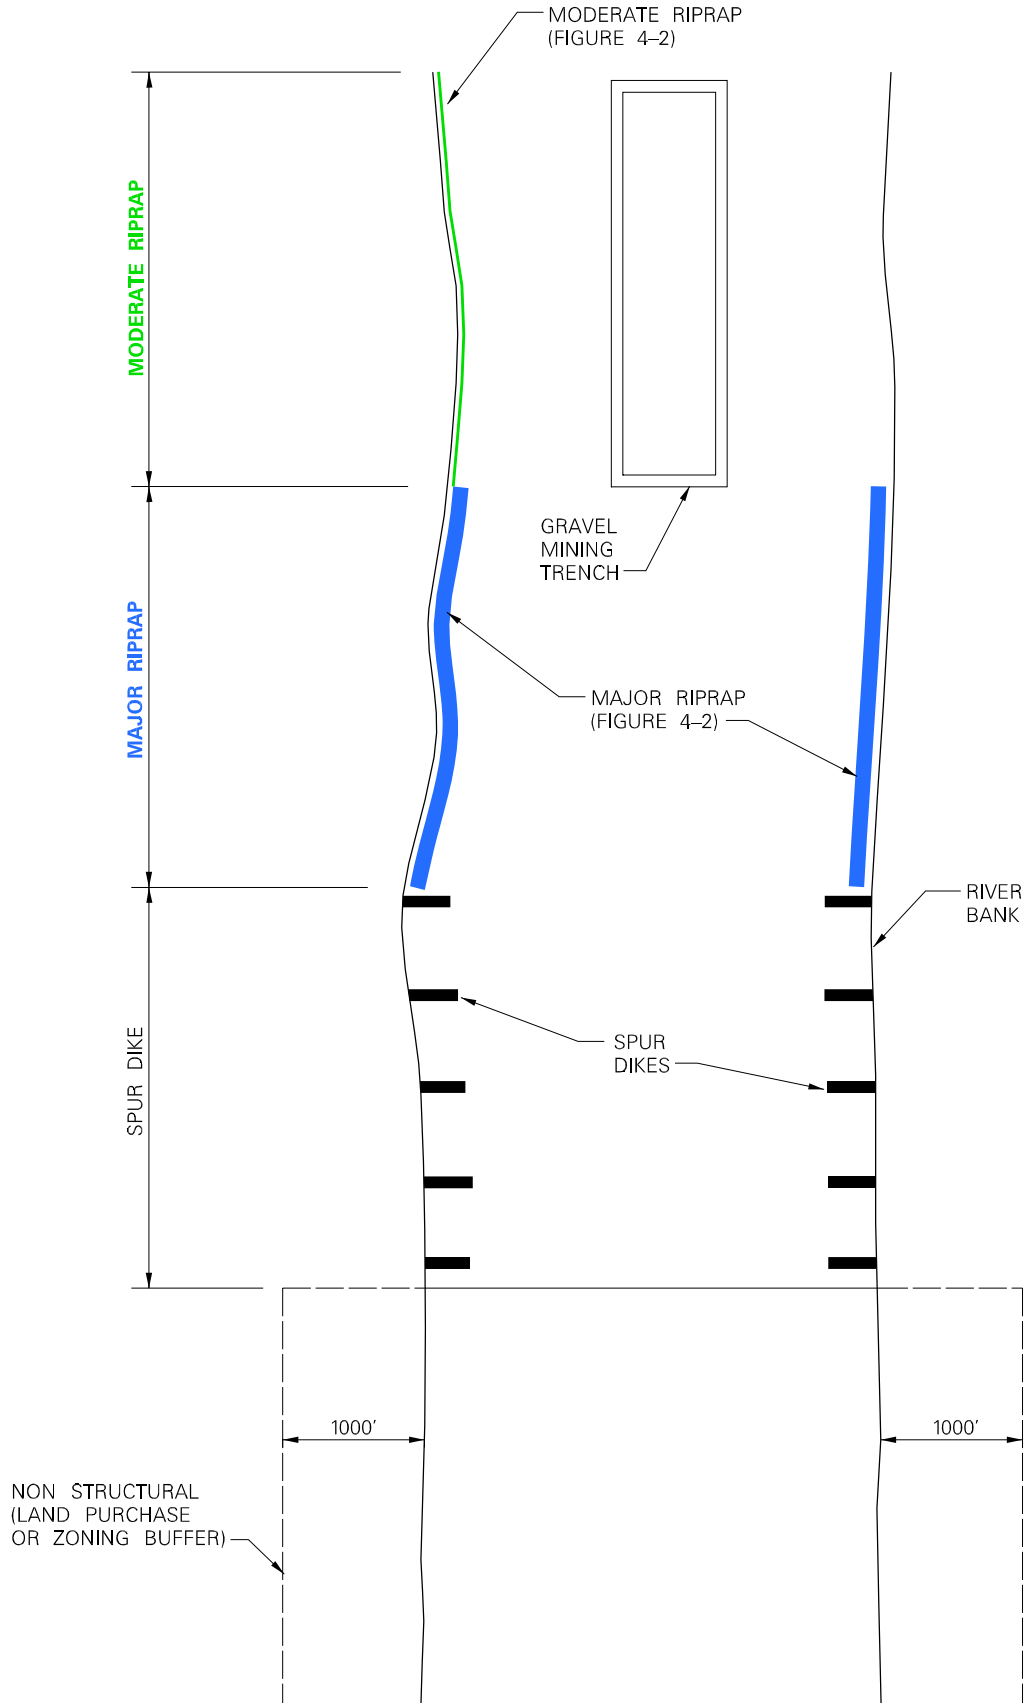 MODERATE RIPRAP
(FIGURE 4–2)
MODERATE RIPRAP
GRAVEL
MINING
TRENCH
MAJOR RIPRAP
MAJOR RIPRAP
(FIGURE 4–2)
RIVER
BANK
SPUR
DIKES
SPUR DIKE
1000'
1000'
NON STRUCTURAL
(LAND PURCHASE
OR ZONING BUFFER)